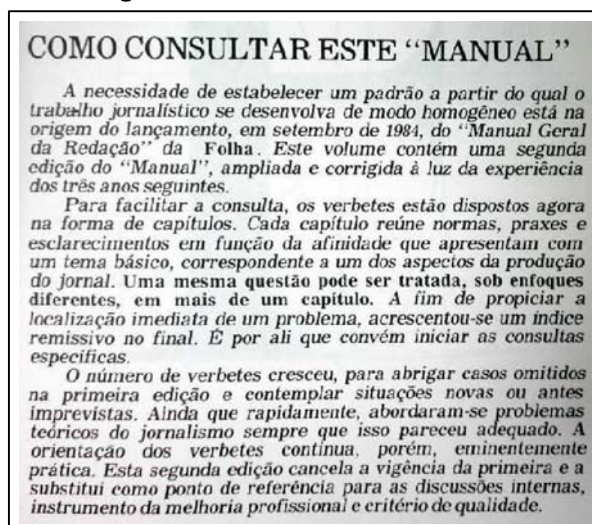 COMO CONSULTAR ESTE “MANUAL”
A necessidade de estabelecer um padrão a partir do qual o
trabalho jornalístico se desenvolva de modo homogêneo está na
origem do lançamento, em setembro de 1984, do “Manual Geral
da Redação” da Folha. Este volume contém uma segunda
edição do “Manual”, ampliada e corrigida à luz da experiência
dos três anos seguintes.
Para facilitar a consulta, os verbetes estão dispostos agora
na forma de capítulos. Cada capítulo reúne normas, praxes e
esclarecimentos em função da afinidade que apresentam com
um tema básico, correspondente a um dos aspectos da produção
do jornal. Uma mesma questão pode ser tratada, sob enfoques
diferentes, em mais de um capítulo. A fim de propiciar a
localização imediata de um problema, acrescentou-se um índice
remissivo no final. É por ali que convém iniciar as consultas
específicas.
O número de verbetes cresceu, para abrigar casos omitidos
na primeira edição e contemplar situações novas ou antes
imprevistas. Ainda que rapidamente, abordaram-se problemas
teóricos do jornalismo sempre que isso pareceu adequado. A
orientação dos verbetes continua, porém, eminentemente
prática. Esta segunda edição cancela a vigência da primeira e a
substitui como ponto de referência para as discussões internas,
instrumento da melhoria profissional e critério de qualidade.